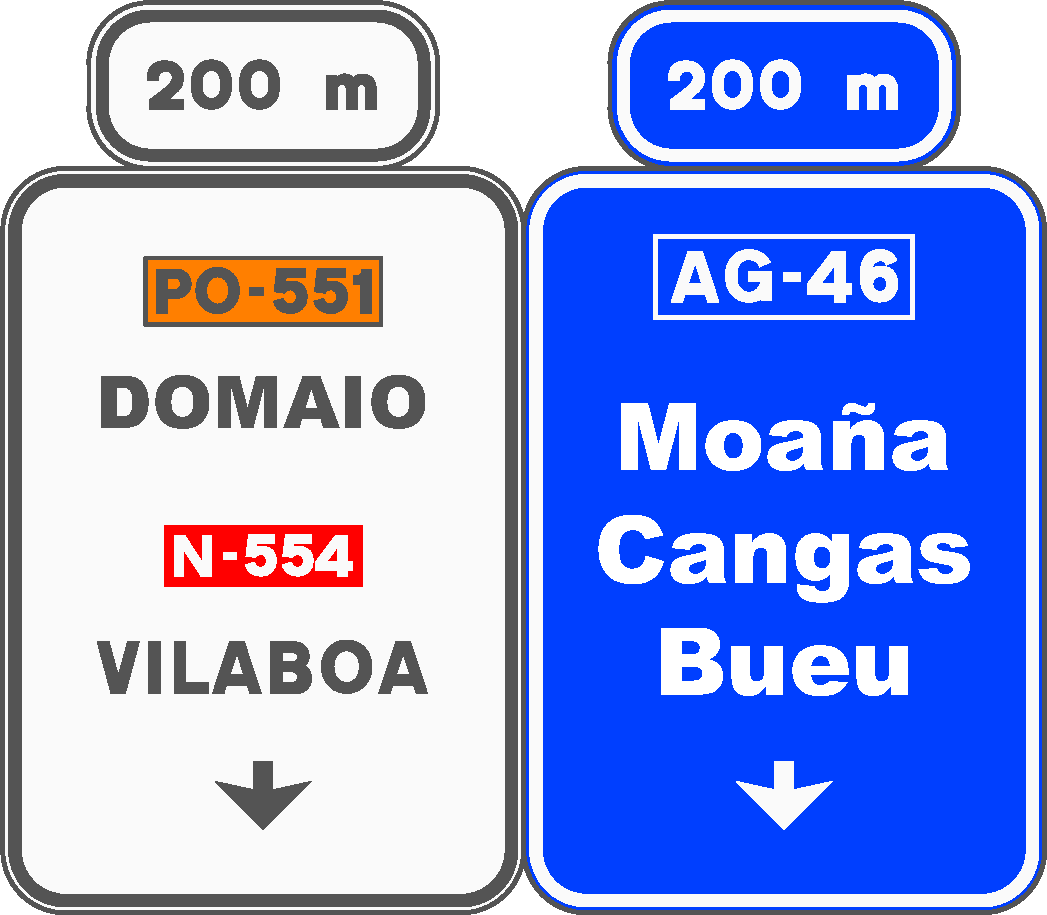 200 m
PO-551
DOMAIO
N-554
VILABOA
200 m
AG-46
Moaña
Cangas
Bueu